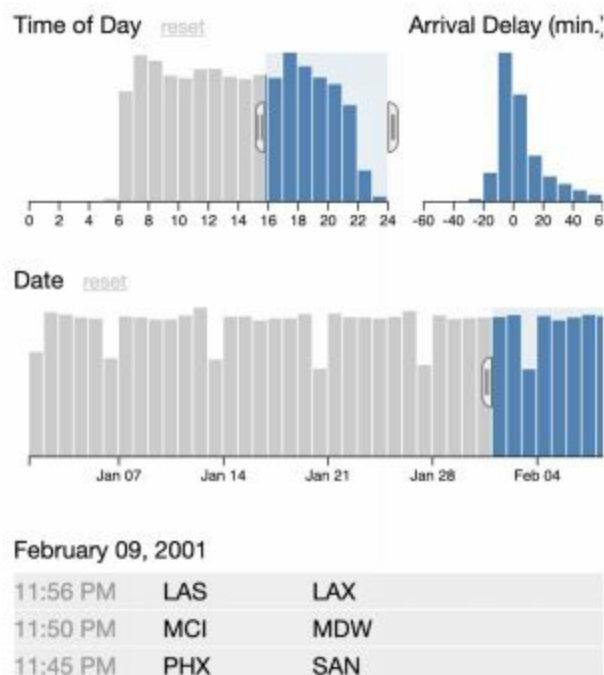 Time of Day reset
Arrival Delay (min.)
0 2 4 6 8 10 12 14 16 18 20 22 24
-60 -40 -20 0 20 40
Date reset
Jan 07 Jan 14 Jan 21 Jan 28 Feb 04
February 09, 2001
11:56 PM LAS LAX
11:50 PM MCI MDW
11:45 PM PHX SAN